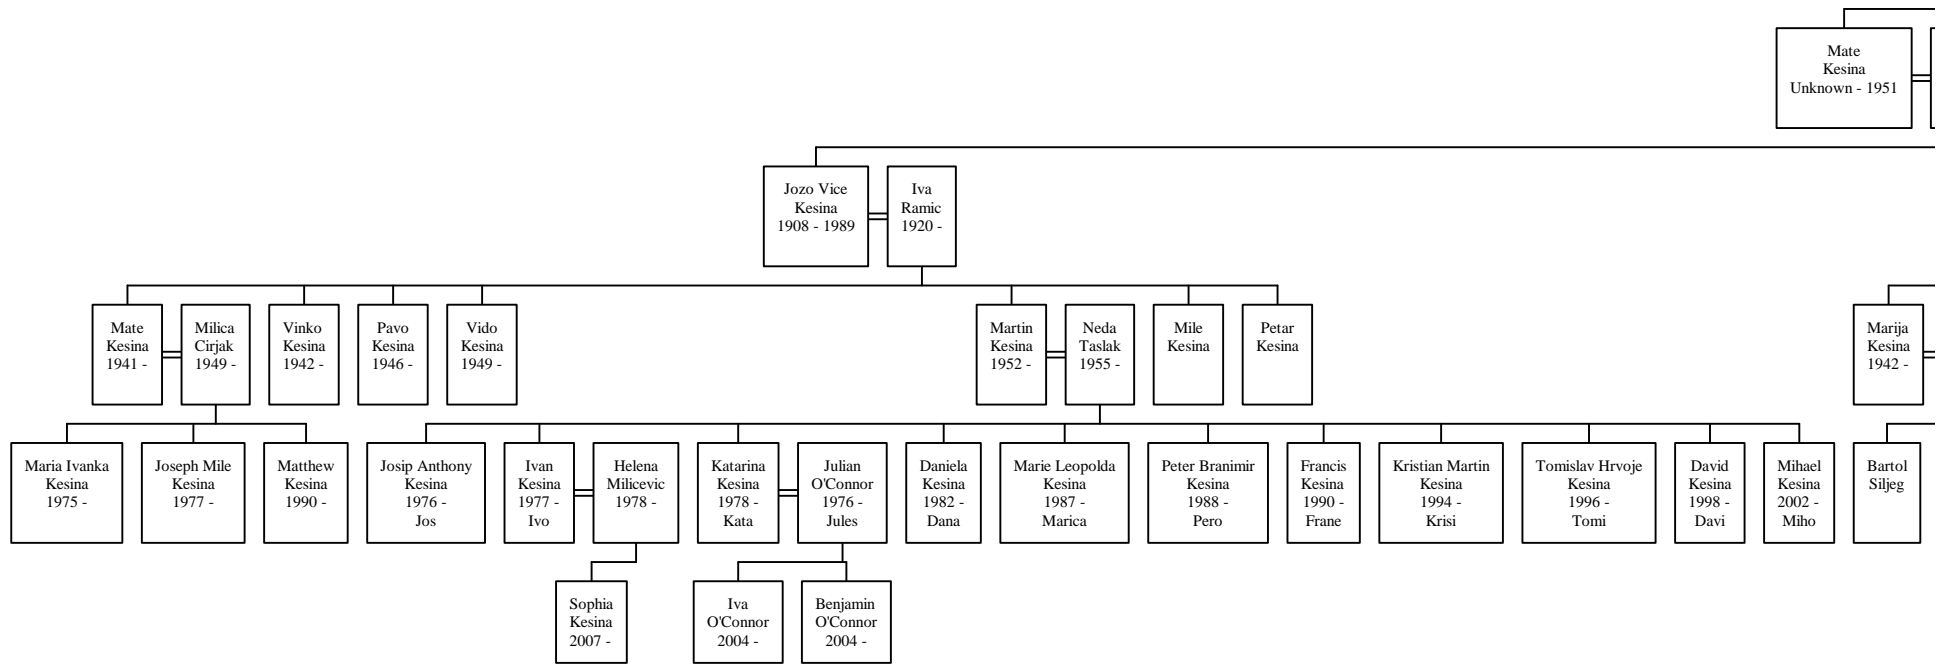 Mate
Kesina
Unknown - 1951
Jozo Vice
Kesina
1908 - 1989
Iva
Ramic
1920 -
Mate
Kesina
1941 -
Milica
Cirjak
1949 -
Vinko
Kesina
1942 -
Pavo
Kesina
1946 -
Vido
Kesina
1949 -
Martin
Kesina
1952 -
Neda
Taslak
1955 -
Mile
Kesina
Petar
Kesina
Marija
Kesina
1942 -
Maria Ivanka
Kesina
1975 -
Joseph Mile
Kesina
1977 -
Matthew
Kesina
1990 -
Josip Anthony
Kesina
1976 -
Jos
Ivan
Kesina
1977 -
Ivo
Helena
Milicevic
1978 -
Katarina
Kesina
1978 -
Kata
Julian
O'Connor
1976 -
Jules
Daniela
Kesina
1982 -
Dana
Marie Leopolda
Kesina
1987 -
Marica
Peter Branimir
Kesina
1988 -
Pero
Francis
Kesina
1990 -
Frane
Kristian Martin
Kesina
1994 -
Krisi
Tomislav Hrvoje
Kesina
1996 -
Tomi
David
Kesina
1998 -
Davi
Mihael
Kesina
2002 -
Miho
Bartol
Siljeg
Sophia
Kesina
2007 -
Iva
O'Connor
2004 -
Benjamin
O'Connor
2004 -